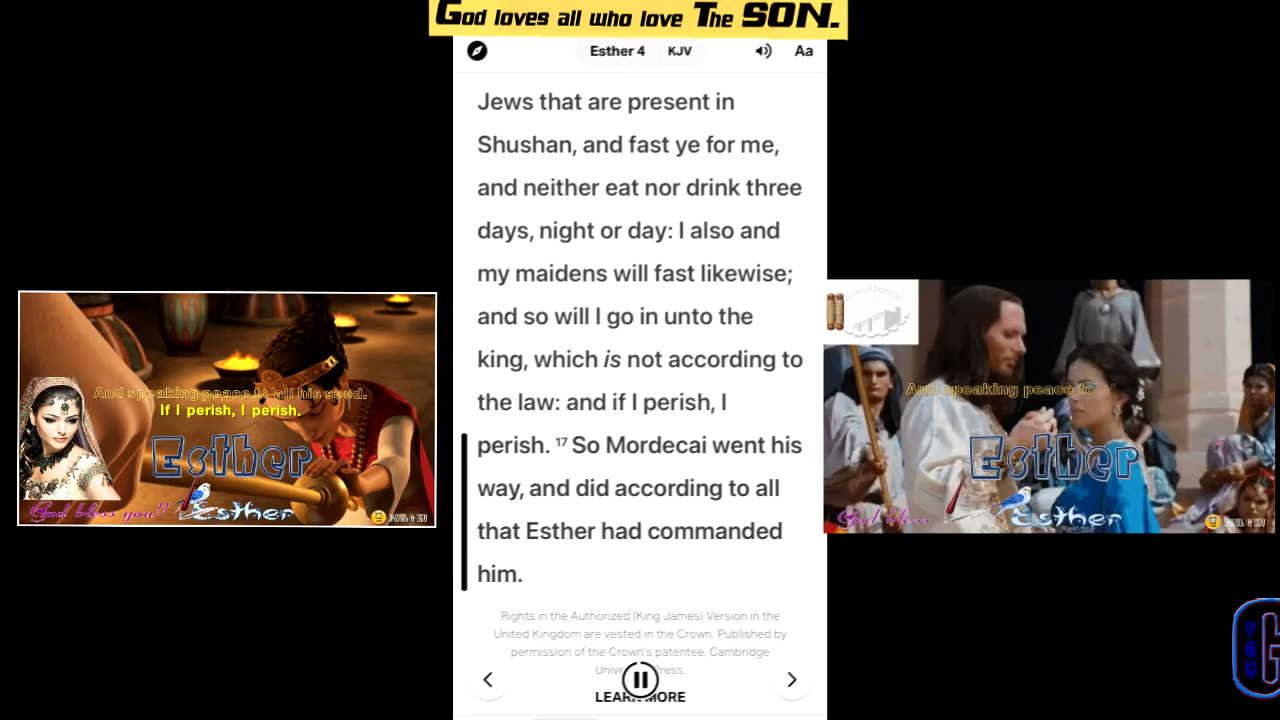 God loves all who love The SON.
Esther 4 KJV Aa
Jews that are present in
Shushan, and fast ye for me,
and neither eat nor drink three
days, night or day: I also and
my maidens will fast likewise;
and so will I go in unto the
king, which is not according to
the law: and if I perish, I
perish. 17 So Mordecai went his
way, and did according to all
that Esther had commanded
him.
Rights in the Authorized (King James) Version in the
United Kingdom are vested in the Crown. Published by
permission of the Crown's patentee, Cambridge
Press.
LEARN MORE
And speaking peace to all his seed.
If I perish, I perish.
Esther
Esther
God bless you!!
And speaking peace to
Esther
Esther
God bless